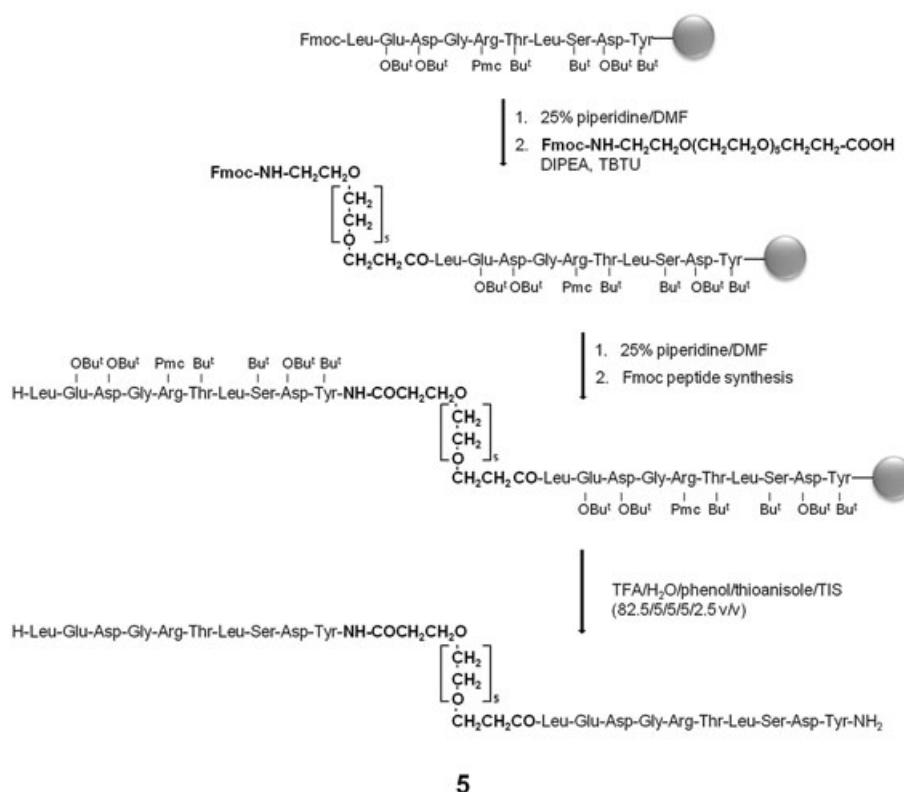 Fmoc-Leu-Glu-Asp-Gly-Arg-Thr-Leu-Ser-Asp-Tyr
OBuᵗ OBuᵗ Pmc Buᵗ Buᵗ OBuᵗ Buᵗ
1. 25% piperidine/DMF
2. Fmoc-NH-CH₂CH₂O(CH₂CH₂O)₅CH₂CH₂-COOH
DIPEA, TBTU
Fmoc-NH-CH₂CH₂O
CH₂
CH₂
O 5
CH₂CH₂CO-Leu-Glu-Asp-Gly-Arg-Thr-Leu-Ser-Asp-Tyr
OBuᵗ OBuᵗ Pmc Buᵗ Buᵗ OBuᵗ Buᵗ
1. 25% piperidine/DMF
2. Fmoc peptide synthesis
OBuᵗ OBuᵗ Pmc Buᵗ Buᵗ OBuᵗ Buᵗ
H-Leu-Glu-Asp-Gly-Arg-Thr-Leu-Ser-Asp-Tyr-NH-COCH₂CH₂O
CH₂
CH₂
O 5
CH₂CH₂CO-Leu-Glu-Asp-Gly-Arg-Thr-Leu-Ser-Asp-Tyr
OBuᵗ OBuᵗ Pmc Buᵗ Buᵗ OBuᵗ Buᵗ
TFA/H₂O/phenol/thioanisole/TIS
(82.5/5/5/5/2.5 v/v)
H-Leu-Glu-Asp-Gly-Arg-Thr-Leu-Ser-Asp-Tyr-NH-COCH₂CH₂O
CH₂
CH₂
O 5
CH₂CH₂CO-Leu-Glu-Asp-Gly-Arg-Thr-Leu-Ser-Asp-Tyr-NH₂
5